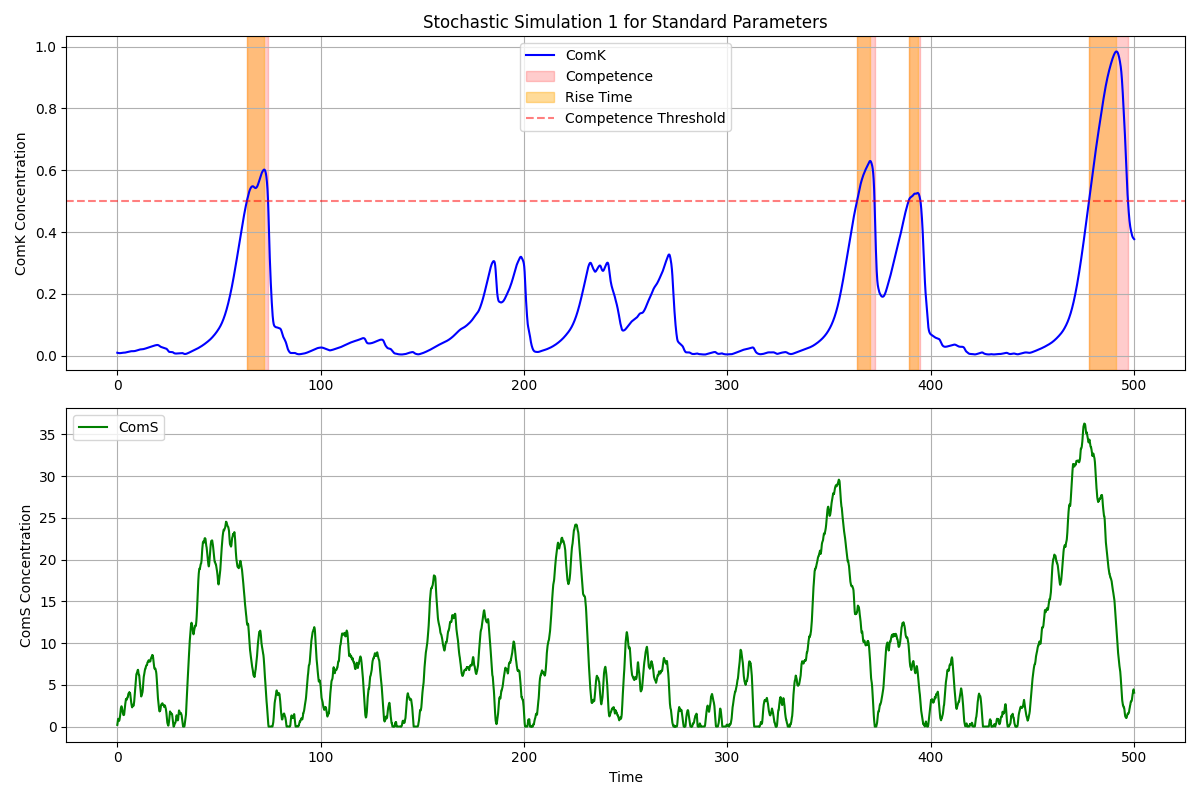 Stochastic Simulation 1 for Standard Parameters
ComK Concentration
1.0
0.8
0.6
0.4
0.2
0.0
ComK
Competence
Rise Time
Competence Threshold
0 100 200 300 400 500
ComS Concentration
35
30
25
20
15
10
5
0
ComS
0 100 200 300 400 500
Time